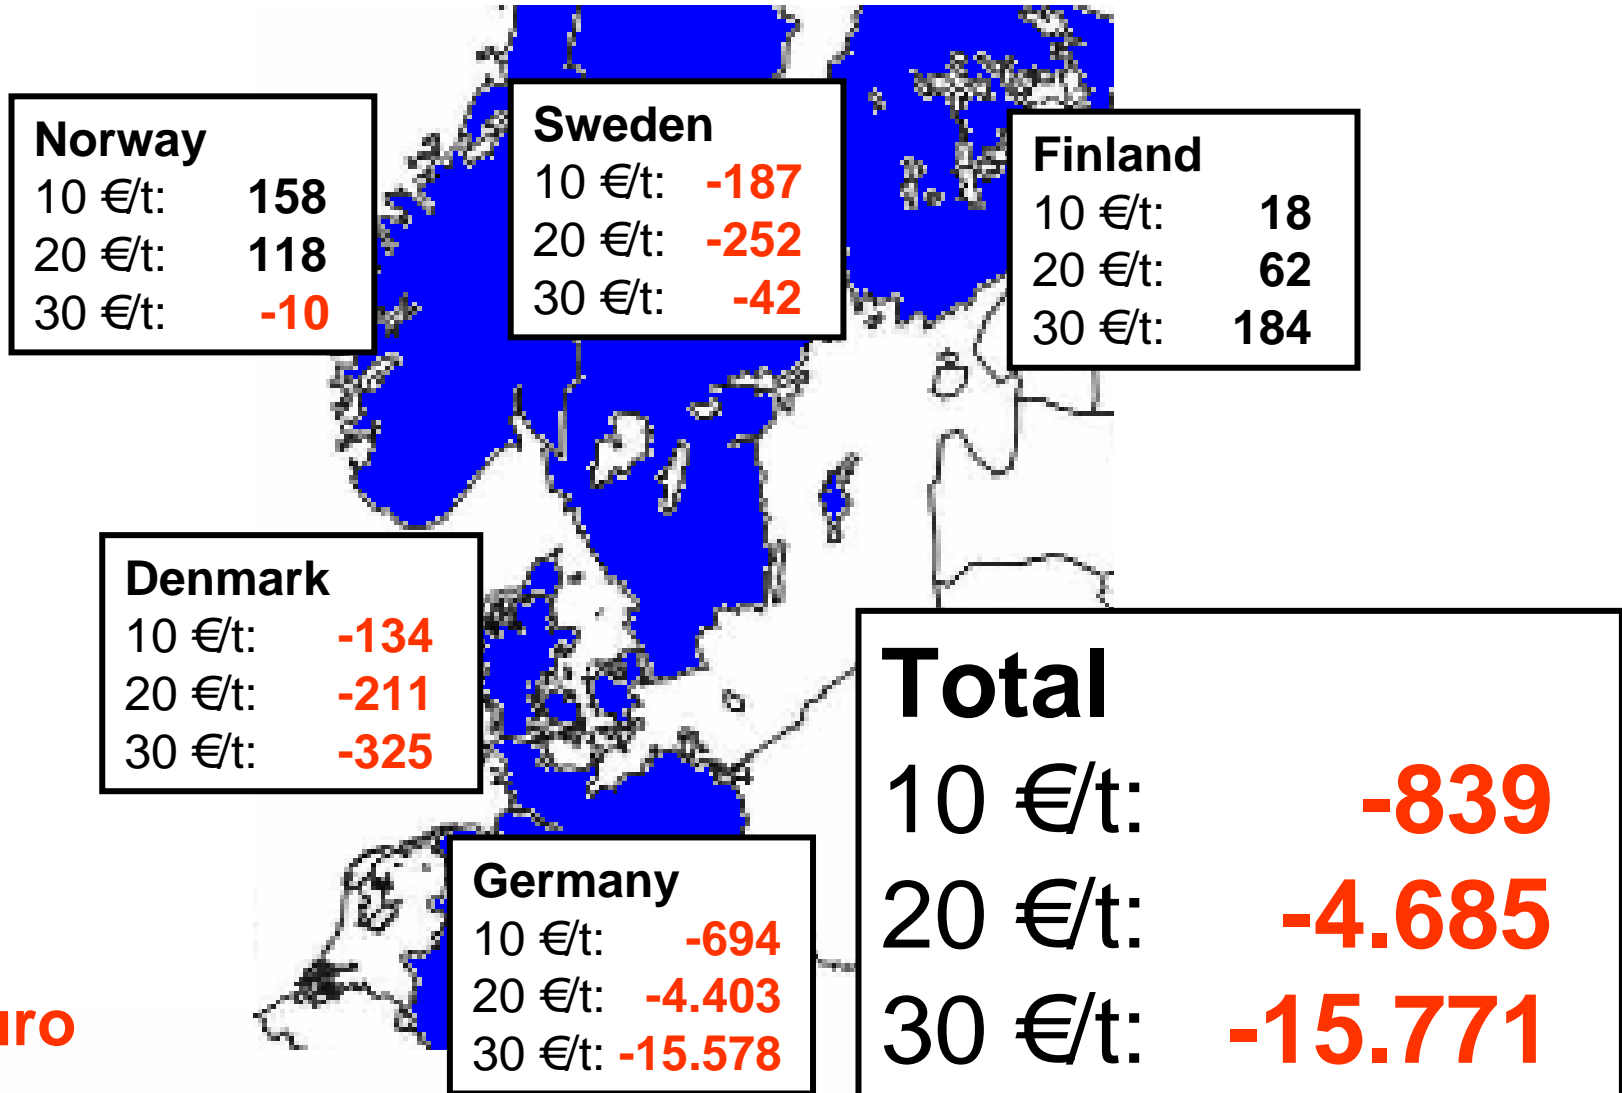 Norway
10 €/t: 158
20 €/t: 118
30 €/t: -10
Sweden
10 €/t: -187
20 €/t: -252
30 €/t: -42
Finland
10 €/t: 18
20 €/t: 62
30 €/t: 184
Denmark
10 €/t: -134
20 €/t: -211
30 €/t: -325
Germany
10 €/t: -694
20 €/t: -4.403
30 €/t: -15.578
Total
10 €/t: -839
20 €/t: -4.685
30 €/t: -15.771